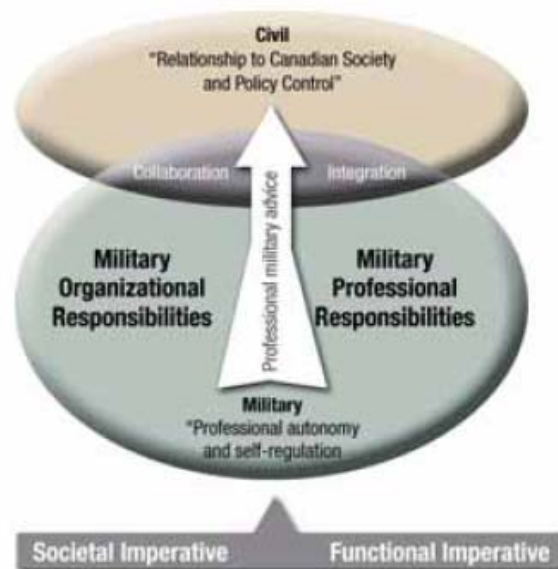 Civil
"Relationship to Canadian Society
and Policy Control"
Collaboration
Integration
Professional military advice
Military
Organizational
Responsibilities
Military
Professional
Responsibilities
Military
"Professional autonomy
and self-regulation
Societal Imperative
Functional Imperative